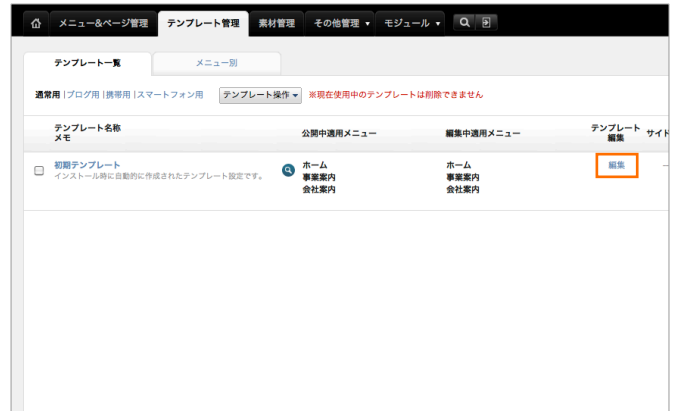 メニュー&ページ管理 テンプレート管理 素材管理 その他管理 ▼ モジュール ▼
テンプレート一覧 メニュー別
通常用 | ブログ用 | 携帯用 | スマートフォン用 テンプレート操作 ▼ ※現在使用中のテンプレートは削除できません
テンプレート名称 公開中適用メニュー 編集中適用メニュー テンプレート サイド
メモ 編集
初期テンプレート ホーム ホーム 編集
インストール時に自動的に作成されたテンプレート設定です。 事業案内 事業案内
会社案内 会社案内